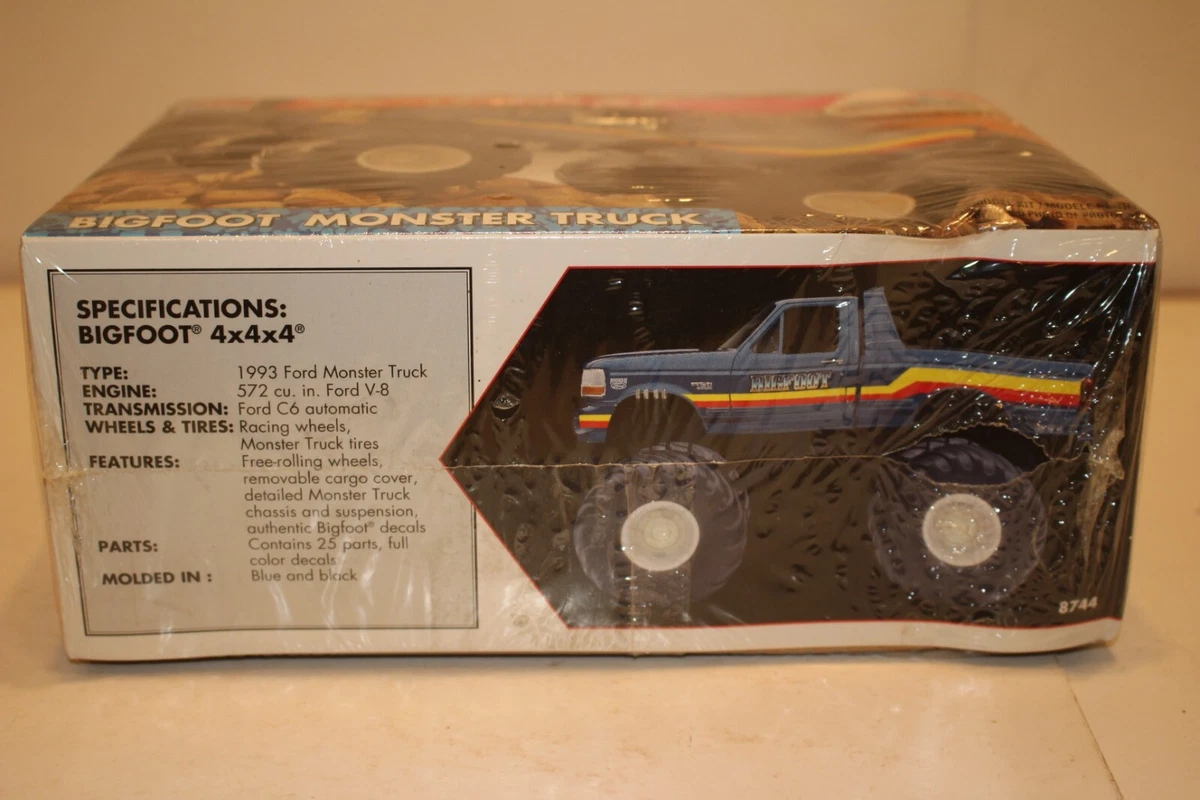 BIGFOOT MONSTER TRUCK
SPECIFICATIONS:
BIGFOOT® 4x4x4®
TYPE: 1993 Ford Monster Truck
ENGINE: 572 cu. in. Ford V-8
TRANSMISSION: Ford C6 automatic
WHEELS & TIRES: Racing wheels,
Monster Truck tires
FEATURES: Free-rolling wheels,
removable cargo cover,
detailed Monster Truck
chassis and suspension,
authentic Bigfoot® decals
PARTS: Contains 25 parts, full
color decals
MOLDED IN : Blue and black
BIGFOOT
8744